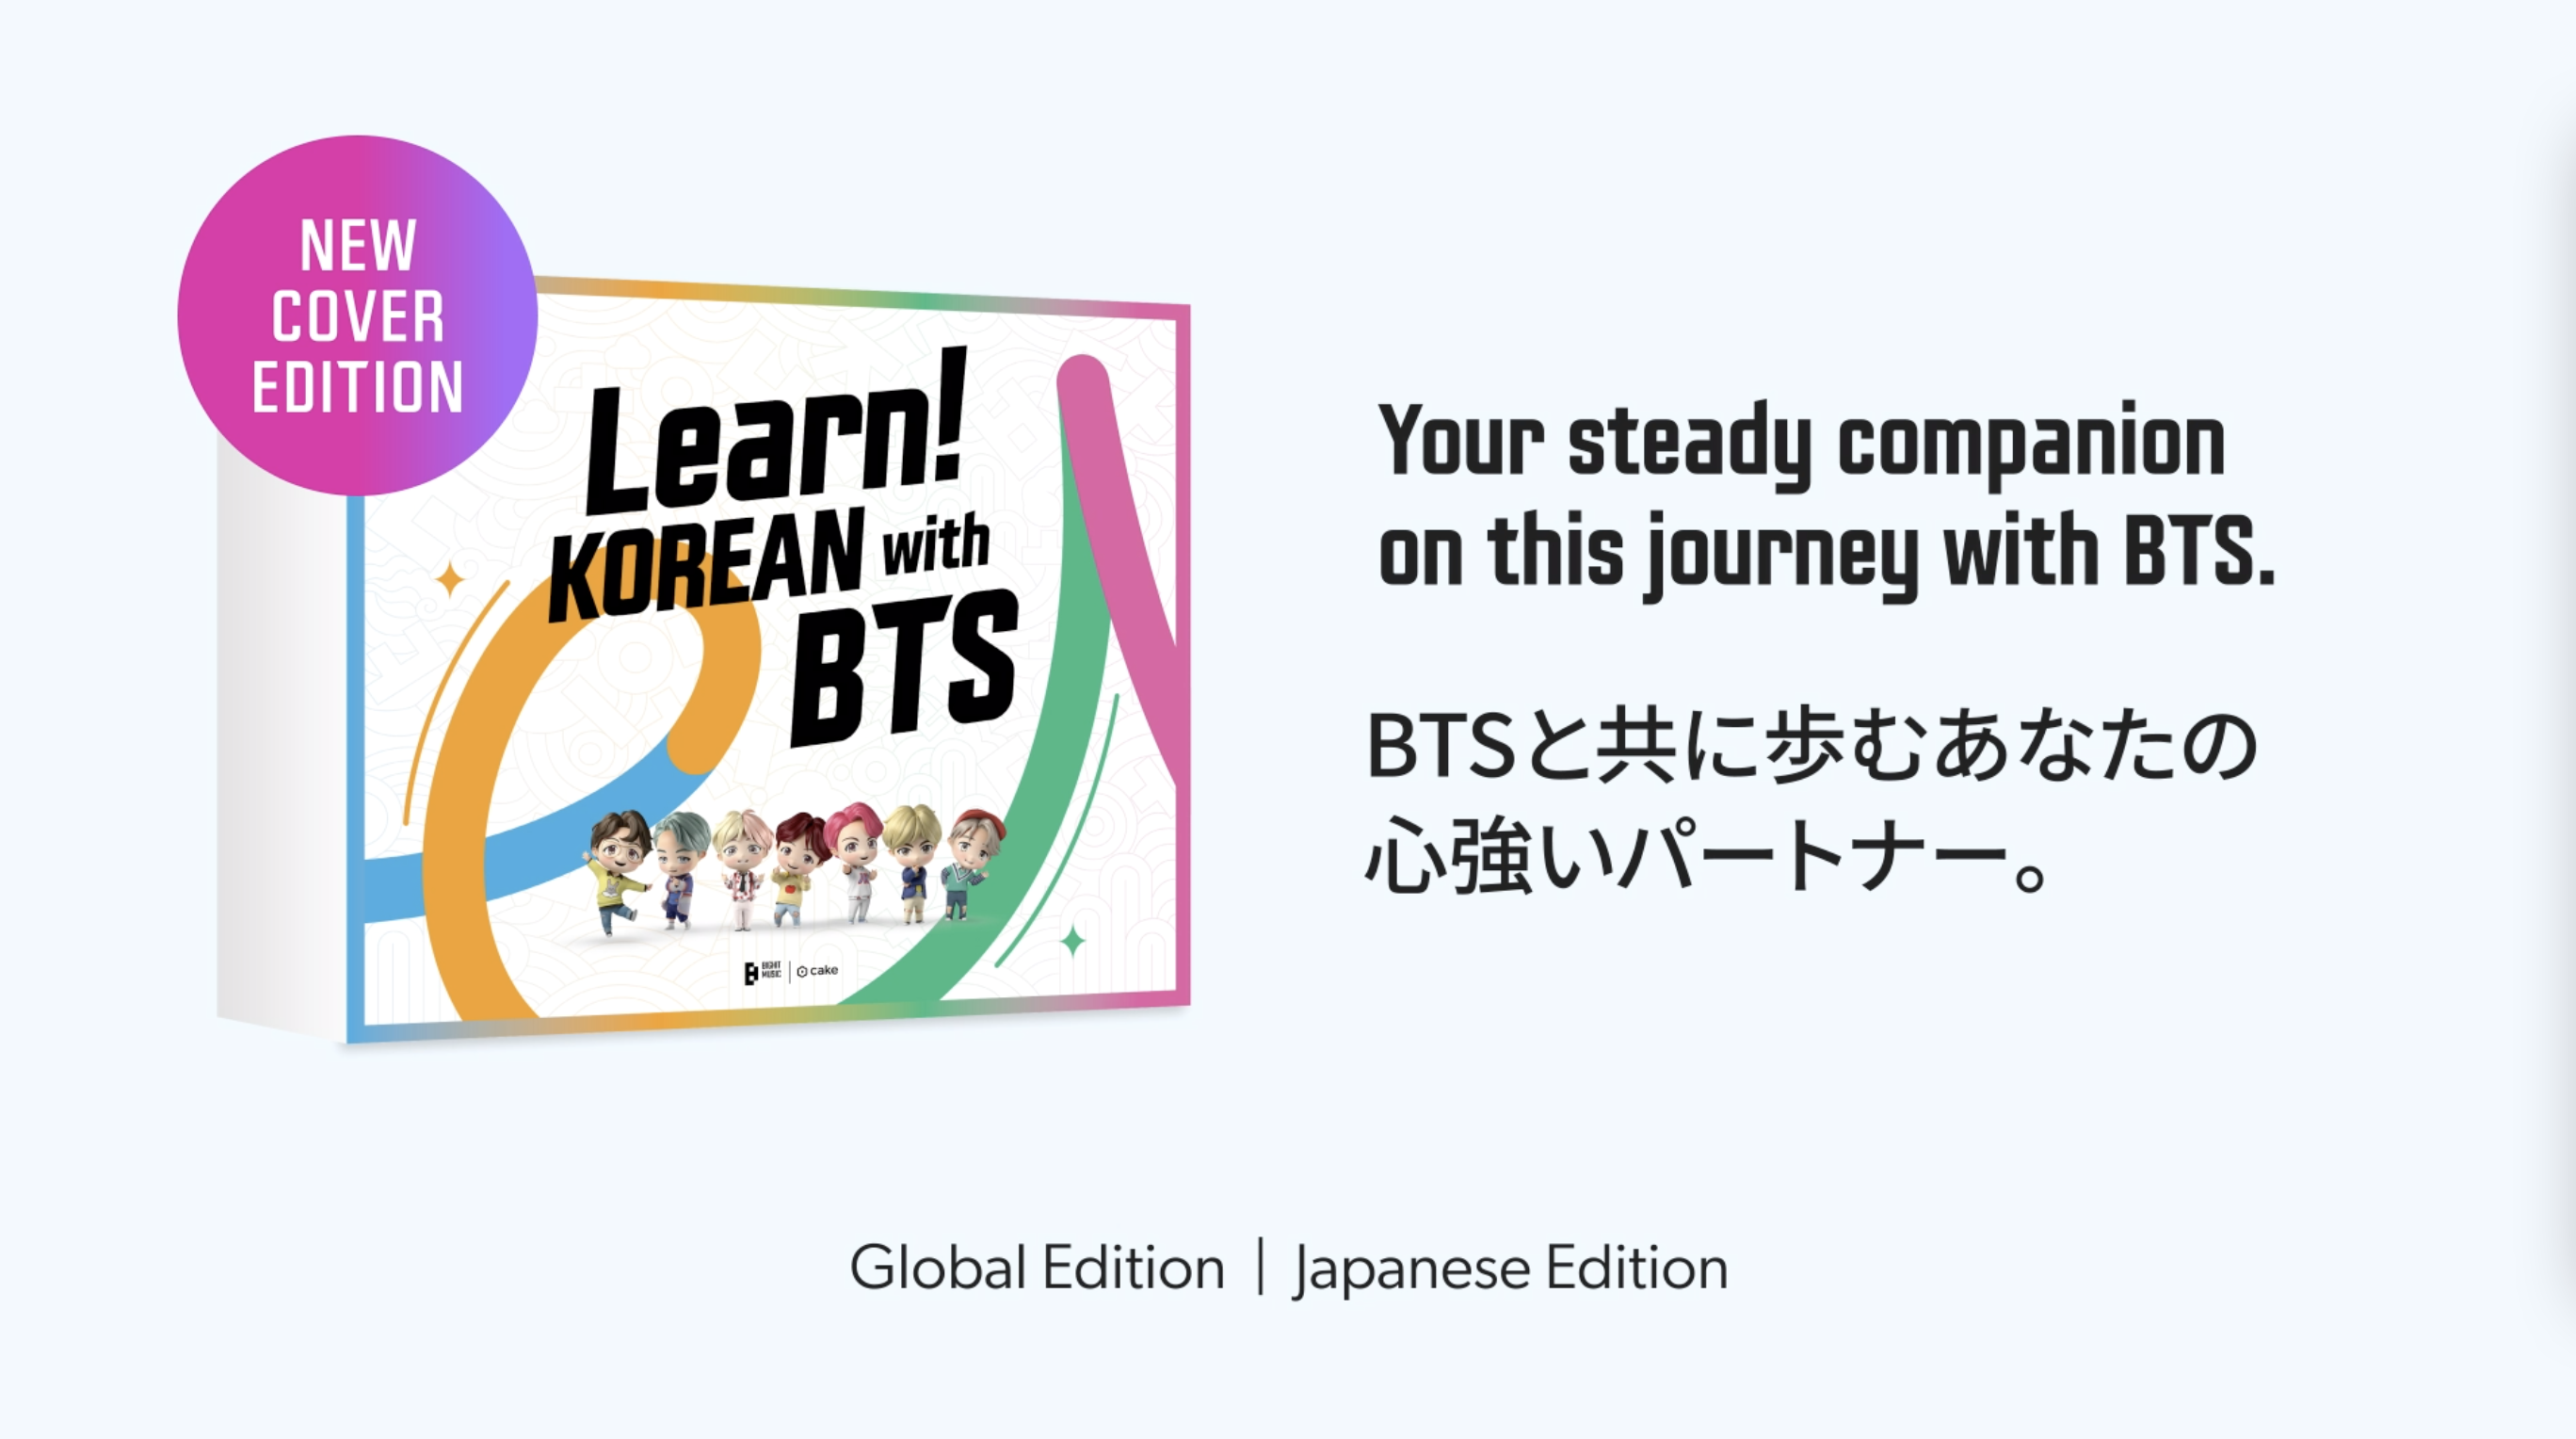 NEW
COVER
EDITION
Learn!
KOREAN with
BTS
BIGHIT
MUSIC
cake
Your steady companion
on this journey with BTS.
BTSと共に歩むあなたの
心強いパートナー。
Global Edition | Japanese Edition